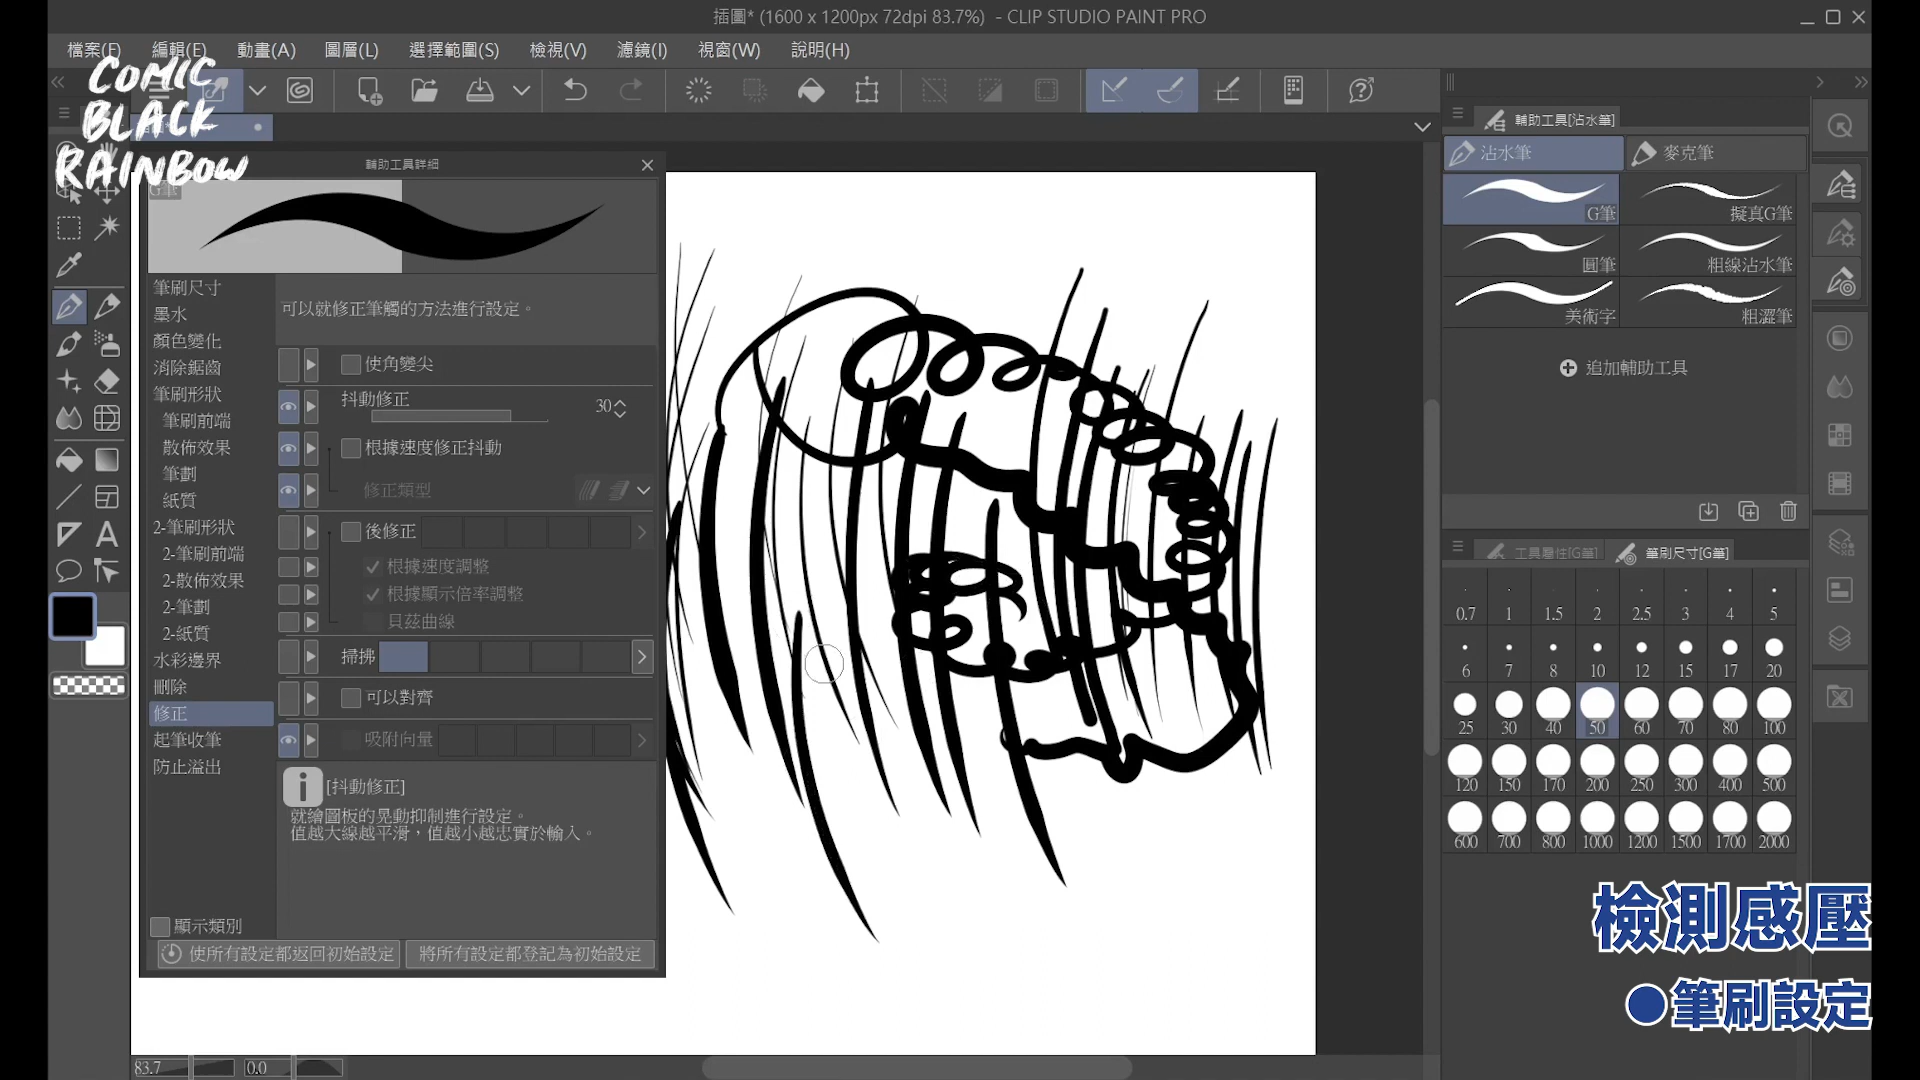 插圖* (1600 x 1200px 72dpi 83.7%) - CLIP STUDIO PAINT PRO
檔案(F) 編輯(E) 動畫(A) 圖層(L) 選擇範圍(S) 檢視(V) 濾鏡(I) 視窗(W) 說明(H)
COMIC
BLACK
RAINBOW
輔助工具詳細
G筆
筆刷尺寸
墨水
顏色變化
消除鋸齒
筆刷形狀
筆刷前端
散佈效果
筆劃
紙質
2-筆刷形狀
2-筆刷前端
2-散佈效果
2-筆劃
2-紙質
水彩邊界
刪除
修正
起筆收筆
防止溢出
可以就修正筆觸的方法進行設定。
使角變尖
抖動修正 30
根據速度修正抖動
修正類型
後修正
根據速度調整
根據顯示倍率調整
貝茲曲線
掃拂
可以對齊
吸附向量
[抖動修正]
就繪圖板的晃動抑制進行設定。
值越大線越平滑，值越小越忠實於輸入。
顯示類別
使所有設定都返回初始設定 將所有設定都登記為初始設定
83.7 0.0
輔助工具[沾水筆]
沾水筆 麥克筆
G筆 擬真G筆
圓筆 粗線沾水筆
美術字 粗澀筆
追加輔助工具
工具屬性[G筆] 筆刷尺寸[G筆]
0.7 1 1.5 2 2.5 3 4 5
6 7 8 10 12 15 17 20
25 30 40 50 60 70 80 100
120 150 170 200 250 300 400 500
600 700 800 1000 1200 1500 1700 2000
檢測感壓
●筆刷設定